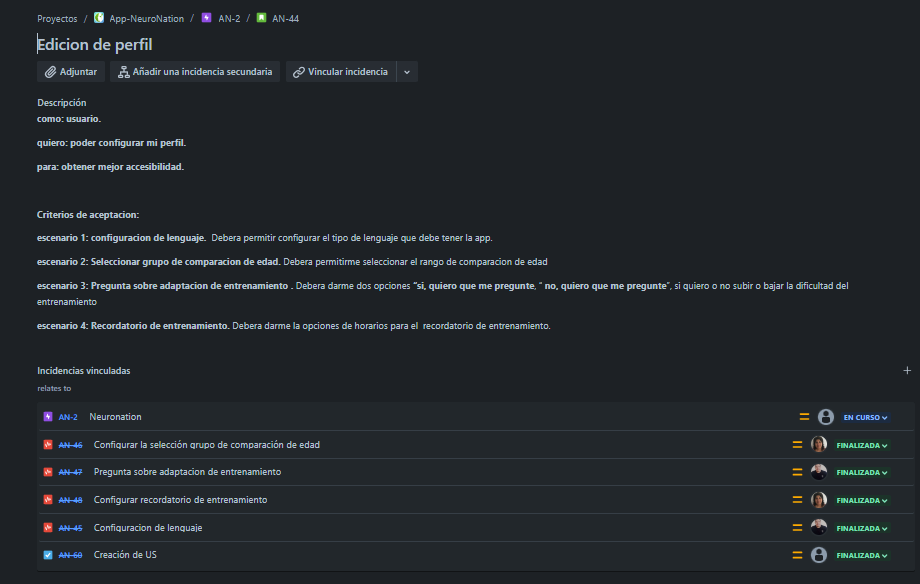 Proyectos / App-NeuroNation / AN-2 / AN-44
Edicion de perfil
Adjuntar Añadir una incidencia secundaria Vincular incidencia
Descripción
como: usuario.
quiero: poder configurar mi perfil.
para: obtener mejor accesibilidad.
Criterios de aceptacion:
escenario 1: configuracion de lenguaje. Debera permitir configurar el tipo de lenguaje que debe tener la app.
escenario 2: Seleccionar grupo de comparacion de edad. Debera permitirme seleccionar el rango de comparacion de edad
escenario 3: Pregunta sobre adaptacion de entrenamiento . Debera darme dos opciones “si, quiero que me pregunte, “ no, quiero que me pregunte”, si quiero o no subir o bajar la dificultad del
entrenamiento
escenario 4: Recordatorio de entrenamiento. Debera darme la opciones de horarios para el recordatorio de entrenamiento.
Incidencias vinculadas
relates to
AN-2 Neuronation EN CURSO
AN-46 Configurar la selección grupo de comparación de edad FINALIZADA
AN-47 Pregunta sobre adaptacion de entrenamiento FINALIZADA
AN-48 Configurar recordatorio de entrenamiento FINALIZADA
AN-45 Configuracion de lenguaje FINALIZADA
AN-60 Creación de US FINALIZADA